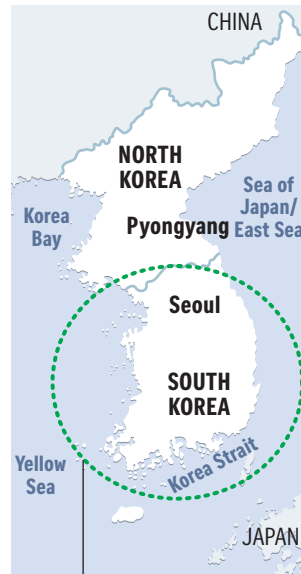 CHINA
NORTH
KOREA
Sea of
Japan/
East Sea
Korea
Bay
Pyongyang
Seoul
SOUTH
KOREA
Korea Strait
Yellow
Sea
JAPAN